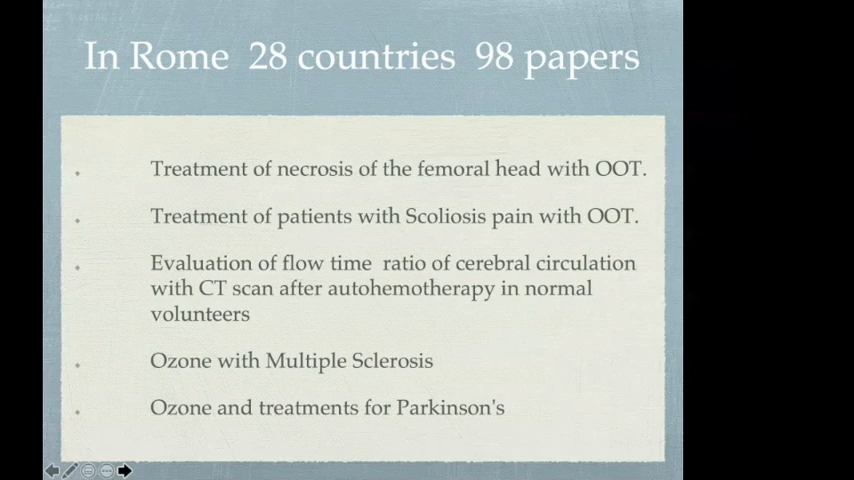 In Rome 28 countries 98 papers
Treatment of necrosis of the femoral head with OOT.
Treatment of patients with Scoliosis pain with OOT.
Evaluation of flow time ratio of cerebral circulation
with CT scan after autohemotherapy in normal
volunteers
Ozone with Multiple Sclerosis
Ozone and treatments for Parkinson's